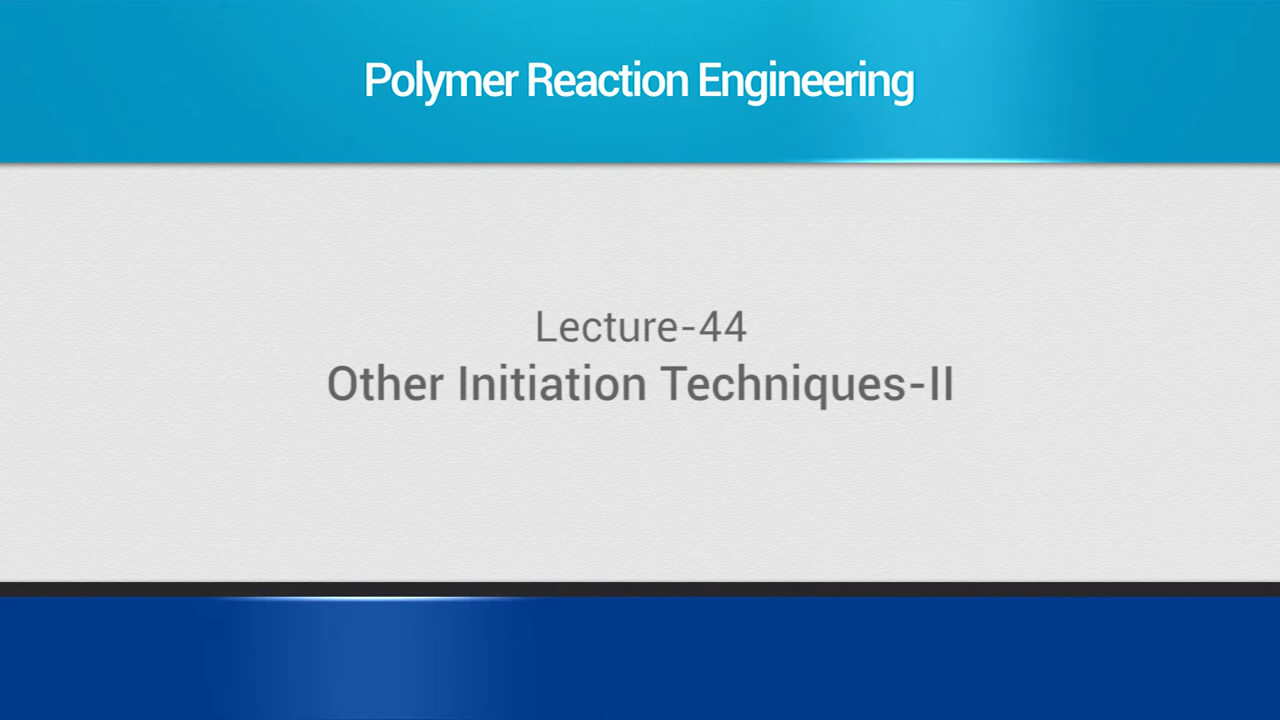 Polymer Reaction Engineering
Lecture-44
Other Initiation Techniques-II